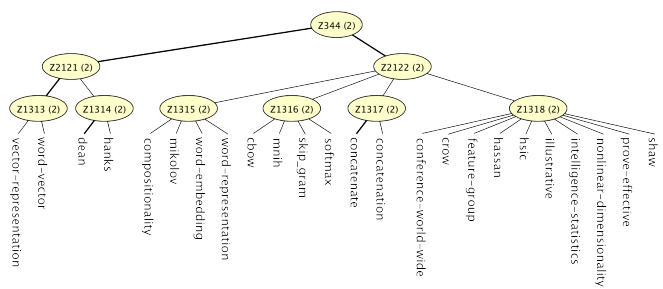 Z344 (2)
Z2121 (2)
Z2122 (2)
Z1313 (2)
Z1314 (2)
Z1315 (2)
Z1316 (2)
Z1317 (2)
Z1318 (2)
vector-representation
word-vector
dean
hanks
compositionality
mikolov
word-embedding
word-representation
cbow
mnih
skip_gram
softmax
concatenate
concatenation
conference-world-wide
crow
feature-group
hassan
hsic
illustrative
intelligence-statistics
nonlinear-dimensionality
prove-effective
shaw